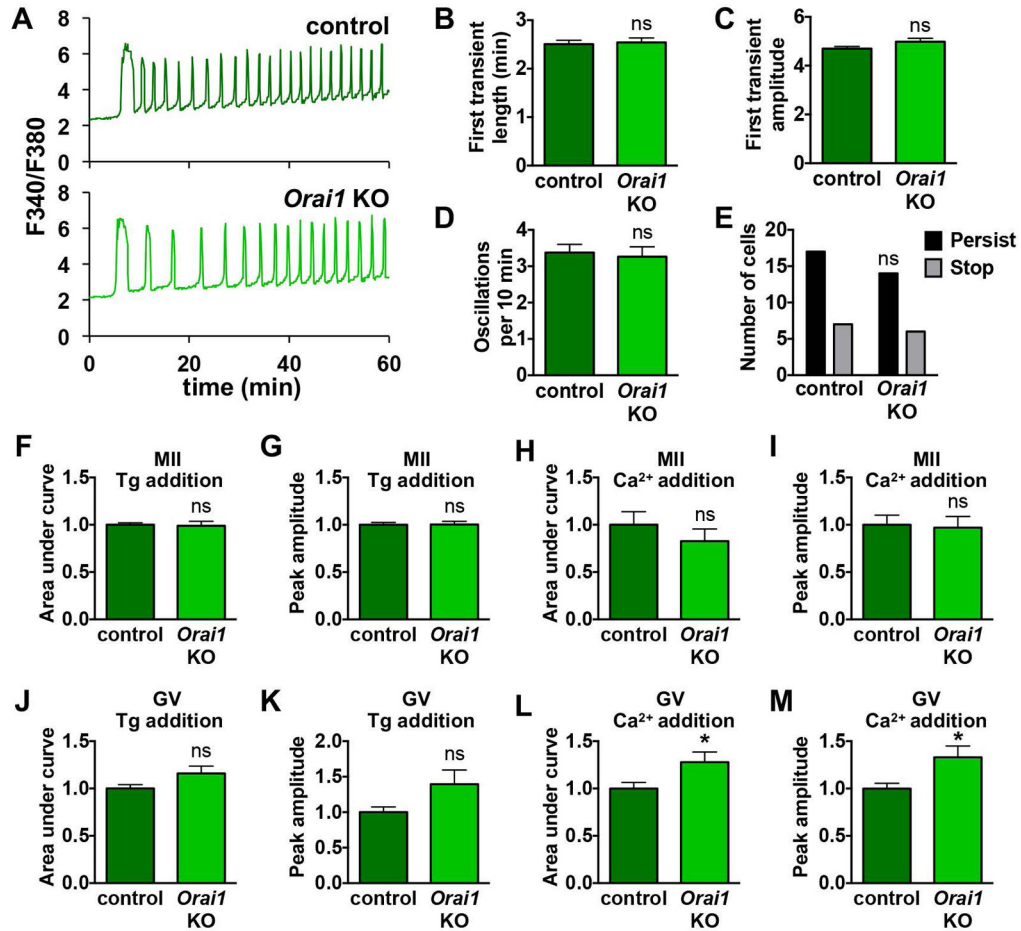 A
F340/F380
8
6
4
2
0
control
8
6
4
2
0
Orai1 KO
0 20 40 60
time (min)
B
First transient
length (min)
3
2
1
0
ns
control Orai1
KO
C
First transient
amplitude
6
4
2
0
ns
control Orai1
KO
D
Oscillations
per 10 min
4
3
2
1
0
ns
control Orai1
KO
E
Number of cells
20
15
10
5
0
ns
Persist
Stop
control Orai1
KO
F
MII
Tg addition
Area under curve
1.5
1.0
0.5
0.0
ns
control Orai1
KO
G
MII
Tg addition
Peak amplitude
1.5
1.0
0.5
0.0
ns
control Orai1
KO
H
MII
Ca²⁺ addition
Area under curve
1.5
1.0
0.5
0.0
ns
control Orai1
KO
I
MII
Ca²⁺ addition
Peak amplitude
1.5
1.0
0.5
0.0
ns
control Orai1
KO
J
GV
Tg addition
Area under curve
1.5
1.0
0.5
0.0
ns
control Orai1
KO
K
GV
Tg addition
Peak amplitude
2.0
1.5
1.0
0.5
0.0
ns
control Orai1
KO
L
GV
Ca²⁺ addition
Area under curve
1.5
1.0
0.5
0.0
*
control Orai1
KO
M
GV
Ca²⁺ addition
Peak amplitude
1.5
1.0
0.5
0.0
*
control Orai1
KO